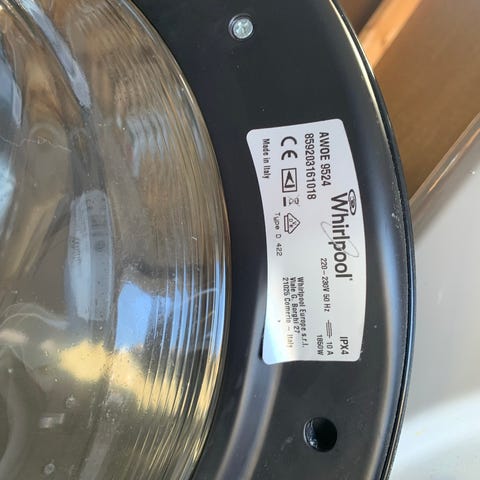 AWOE 9524
859203161018
Made in Italy
CE
Type D 422
Whirlpool
220-230V 50 Hz
10 A
1850W
IPX4
Whirlpool Europe s.r.l.
Viale G. Borghi 27
21025 Comerio - Italy